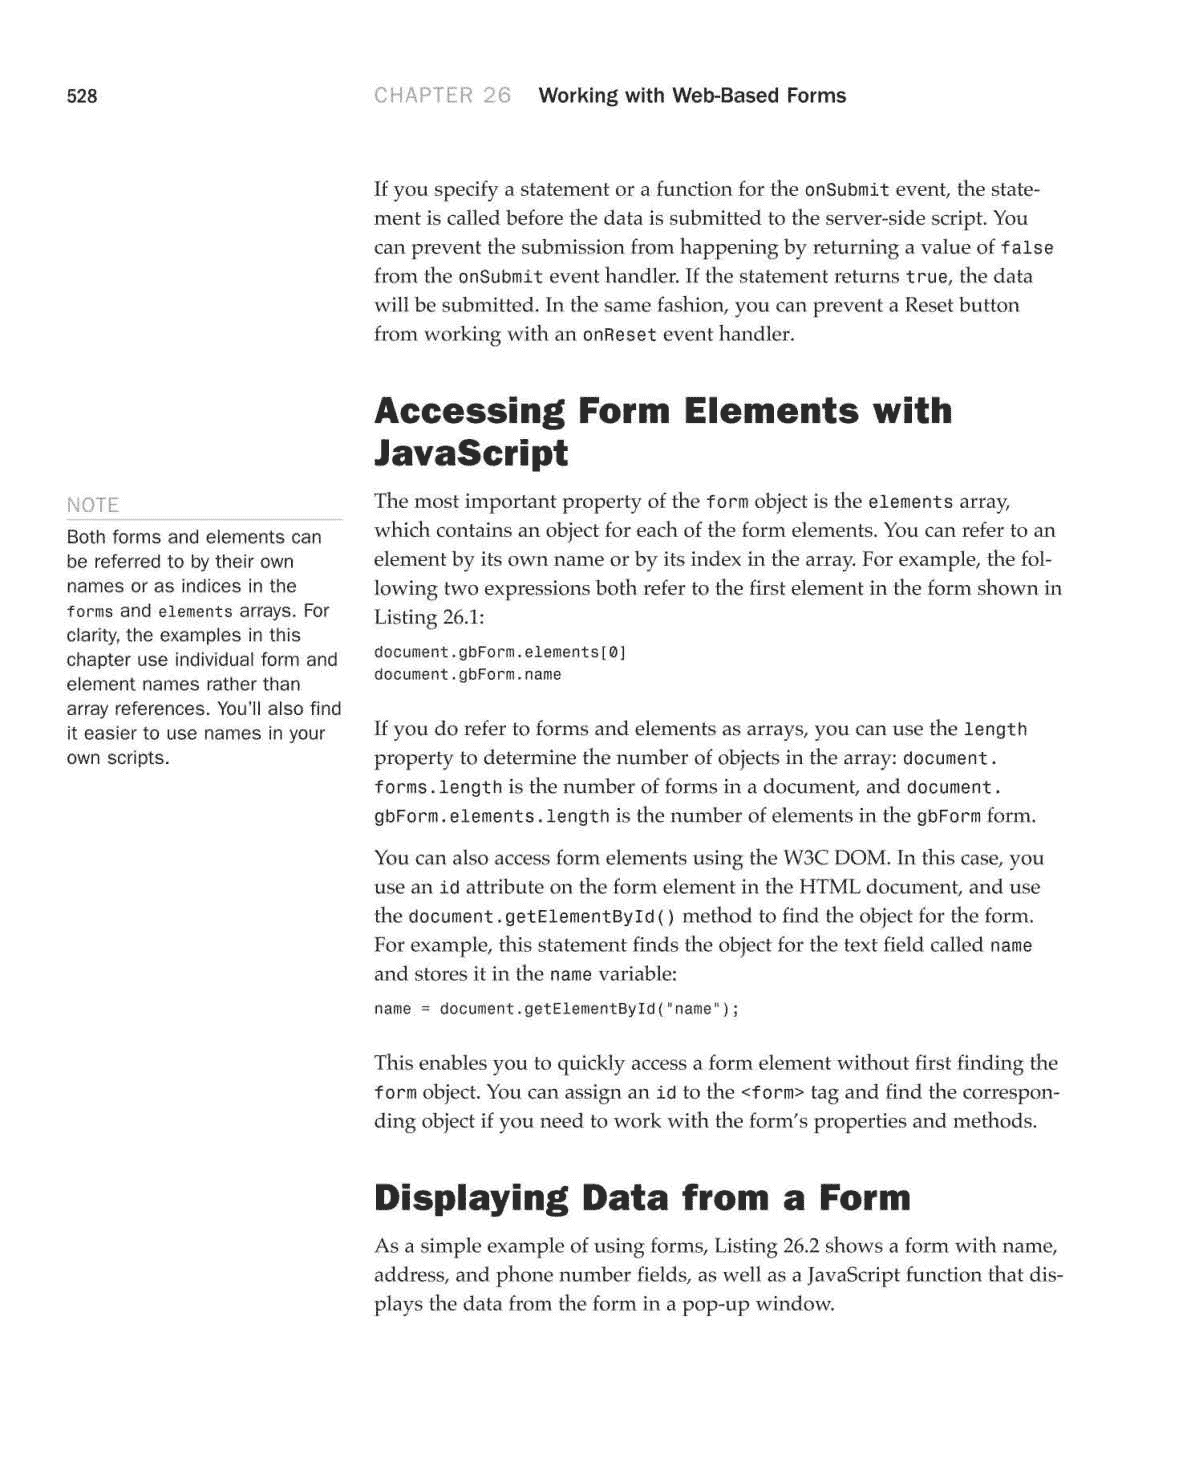 528
CHAPTER 26 Working with Web-Based Forms
If you specify a statement or a function for the onSubmit event, the state-
ment is called before the data is submitted to the server-side script. You
can prevent the submission from happening by returning a value of false
from the onSubmit event handler. If the statement returns true, the data
will be submitted. In the same fashion, you can prevent a Reset button
from working with an onReset event handler.
Accessing Form Elements with
JavaScript
The most important property of the form object is the elements array,
which contains an object for each of the form elements. You can refer to an
element by its own name or by its index in the array. For example, the fol-
lowing two expressions both refer to the first element in the form shown in
Listing 26.1:
document.gbForm.elements[0]
document.gbForm.name
NOTE
Both forms and elements can
be referred to by their own
names or as indices in the
forms and elements arrays. For
clarity, the examples in this
chapter use individual form and
element names rather than
array references. You'll also find
it easier to use names in your
own scripts.
If you do refer to forms and elements as arrays, you can use the length
property to determine the number of objects in the array: document.
forms.length is the number of forms in a document, and document.
gbForm.elements.length is the number of elements in the gbForm form.
You can also access form elements using the W3C DOM. In this case, you
use an id attribute on the form element in the HTML document, and use
the document.getElementById() method to find the object for the form.
For example, this statement finds the object for the text field called name
and stores it in the name variable:
name = document.getElementById("name");
This enables you to quickly access a form element without first finding the
form object. You can assign an id to the <form> tag and find the correspon-
ding object if you need to work with the form's properties and methods.
Displaying Data from a Form
As a simple example of using forms, Listing 26.2 shows a form with name,
address, and phone number fields, as well as a JavaScript function that dis-
plays the data from the form in a pop-up window.